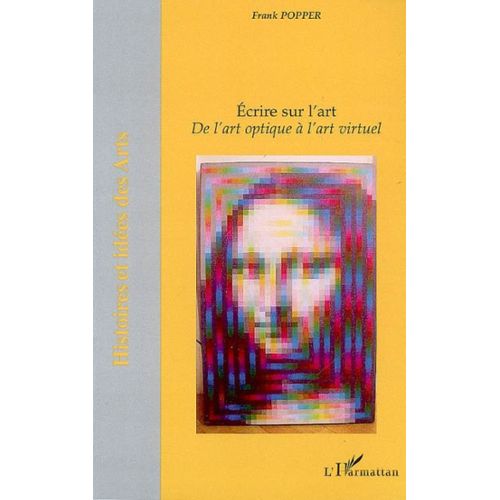 Frank POPPER
Écrire sur l'art
De l'art optique à l'art virtuel
Histoires et idées des Arts
L'Harmattan